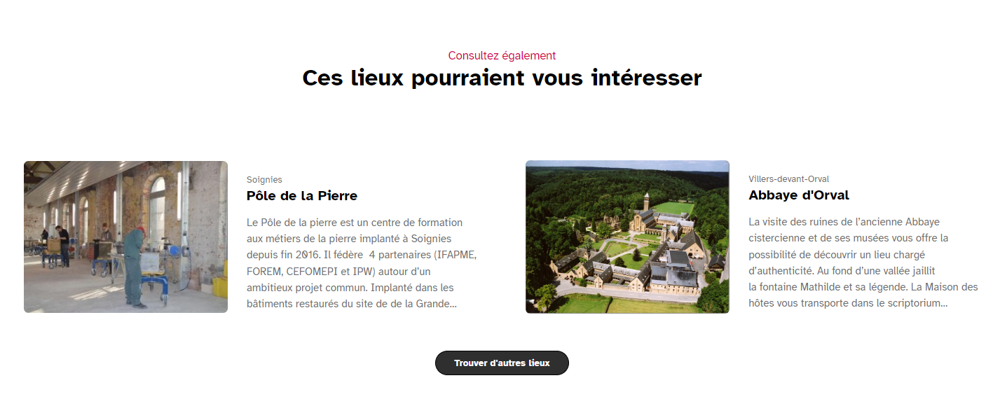 Consultez également
Ces lieux pourraient vous intéresser
Soignies
Pôle de la Pierre
Le Pôle de la pierre est un centre de formation
aux métiers de la pierre implanté à Soignies
depuis fin 2016. Il fédère  4 partenaires (IFAPME,
FOREM, CEFOMEPI et IPW) autour d’un
ambitieux projet commun. Implanté dans les
bâtiments restaurés du site de de la Grande...
Villers-devant-Orval
Abbaye d'Orval
La visite des ruines de l’ancienne Abbaye
cistercienne et de ses musées vous offre la
possibilité de découvrir un lieu chargé
d’authenticité. Au fond d’une vallée jaillit
la fontaine Mathilde et sa légende. La Maison des
hôtes vous transporte dans le scriptorium...
Trouver d'autres lieux